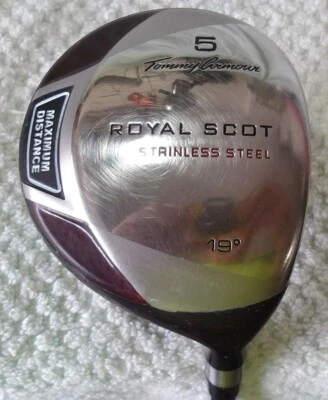 5
Tommy Armour
MAXIMUM
DISTANCE
ROYAL SCOT
STAINLESS STEEL
19°